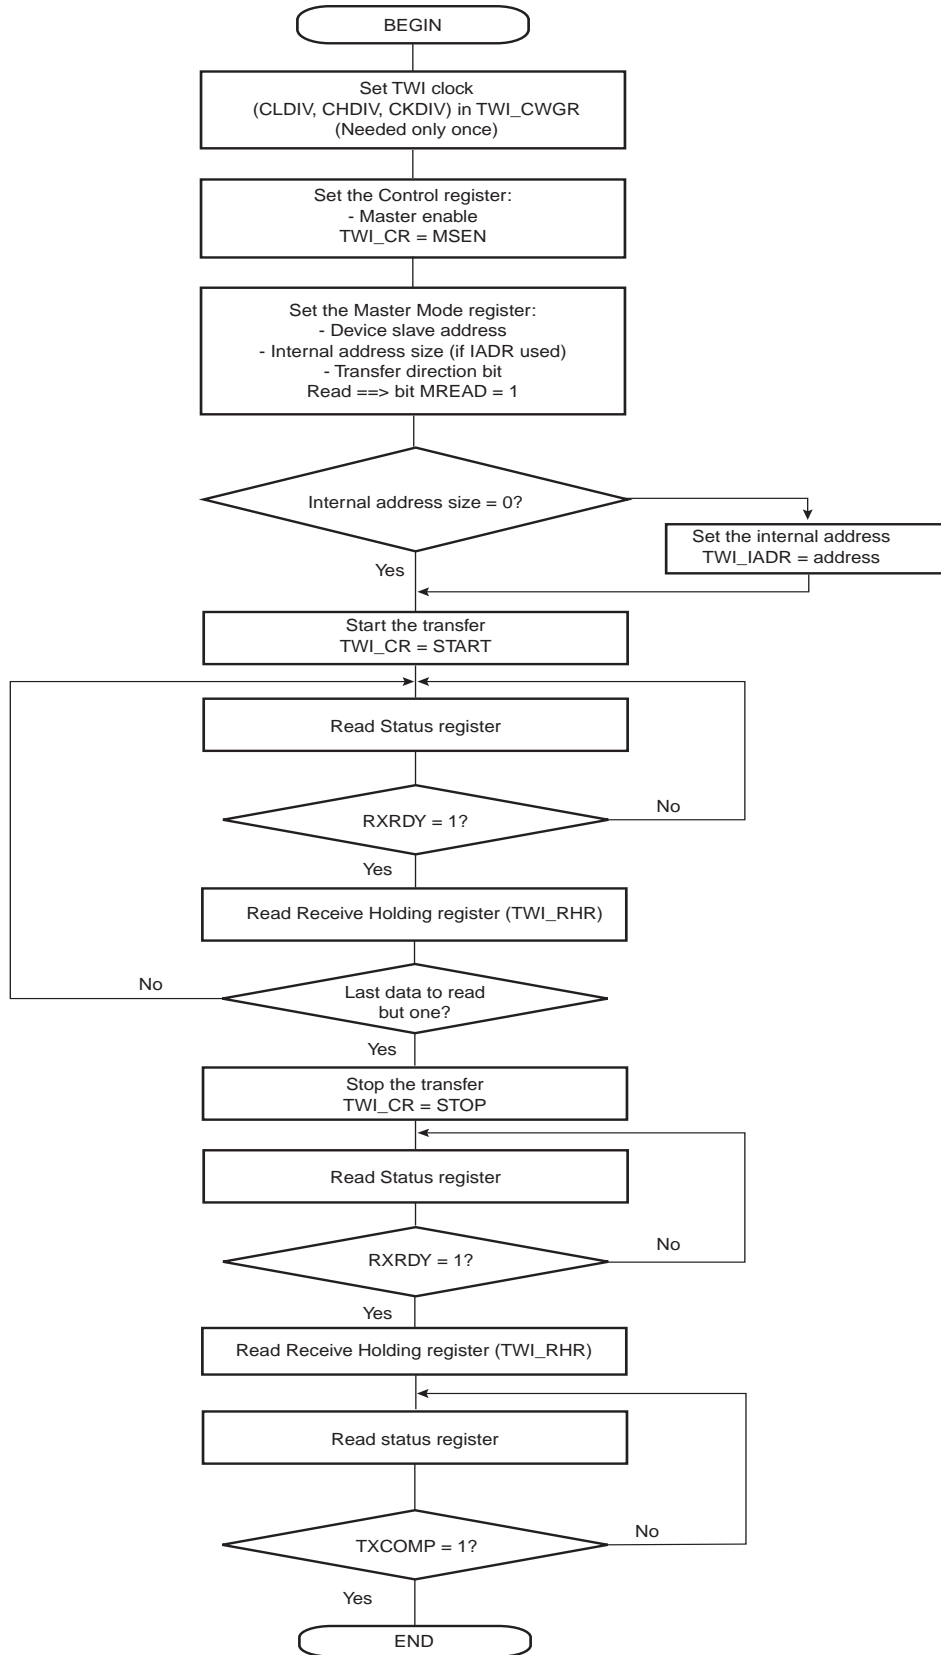 BEGIN
Set TWI clock
(CLDIV, CHDIV, CKDIV) in TWI_CWGR
(Needed only once)
Set the Control register:
- Master enable
TWI_CR = MSEN
Set the Master Mode register:
- Device slave address
- Internal address size (if IADR used)
- Transfer direction bit
Read ==> bit MREAD = 1
Internal address size = 0?
Set the internal address
TWI_IADR = address
Yes
Start the transfer
TWI_CR = START
Read Status register
RXRDY = 1?
No
Yes
Read Receive Holding register (TWI_RHR)
No
Last data to read
but one?
Yes
Stop the transfer
TWI_CR = STOP
Read Status register
RXRDY = 1?
No
Yes
Read Receive Holding register (TWI_RHR)
Read status register
TXCOMP = 1?
No
Yes
END